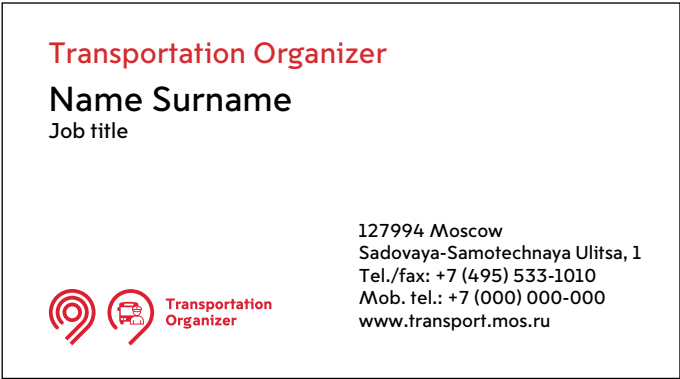 Transportation Organizer
Name Surname
Job title
127994 Moscow
Sadovaya-Samotechnaya Ulitsa, 1
Tel./fax: +7 (495) 533-1010
Mob. tel.: +7 (000) 000-000
www.transport.mos.ru
Transportation
Organizer